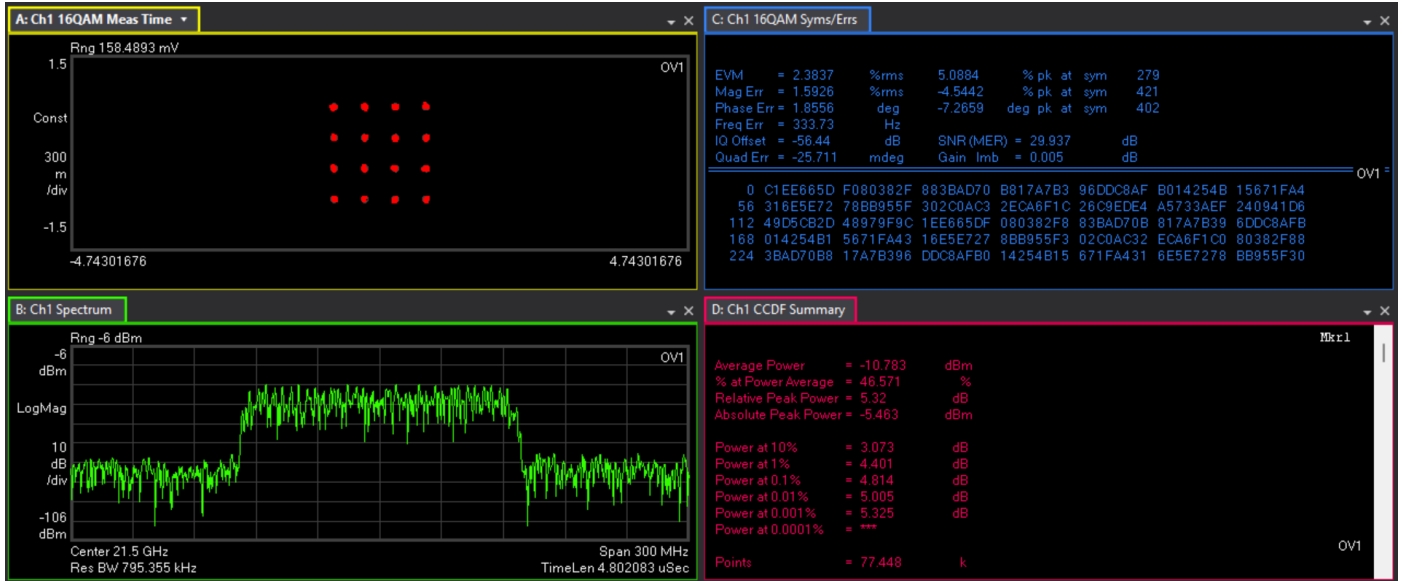 A: Ch1 16QAM Meas Time
Rng 158.4893 mV
1.5
OV1
Const
300
m
/div
-1.5
-4.74301676 4.74301676
C: Ch1 16QAM Syms/Errs
EVM = 2.3837 %rms 5.0884 % pk at sym 279
Mag Err = 1.5926 %rms -4.5442 % pk at sym 421
Phase Err = 1.8556 deg -7.2659 deg pk at sym 402
Freq Err = 333.73 Hz
IQ Offset = -56.44 dB SNR (MER) = 29.937 dB
Quad Err = -25.711 mdeg Gain Imb = 0.005 dB
OV1
0 C1EE665D F080382F 883BAD70 B817A7B3 96DDC8AF B014254B 15671FA4
56 316E5E72 78BB955F 302C0AC3 2ECA6F1C 26C9EDE4 A5733AEF 240941D6
112 49D5CB2D 48979F9C 1EE665DF 080382F8 83BAD70B 817A7B39 6DDC8AFB
168 014254B1 5671FA43 16E5E727 8BB955F3 02C0AC32 ECA6F1C0 80382F88
224 3BAD70B8 17A7B396 DDC8AFB0 14254B15 671FA431 6E5E7278 BB955F30
B: Ch1 Spectrum
Rng -6 dBm
-6
dBm
OV1
LogMag
10
dB
/div
-106
dBm
Center 21.5 GHz Span 300 MHz
Res BW 795.355 kHz TimeLen 4.802083 uSec
D: Ch1 CCDF Summary
Mkr1
Average Power = -10.783 dBm
% at Power Average = 46.571 %
Relative Peak Power = 5.32 dB
Absolute Peak Power = -5.463 dBm
Power at 10% = 3.073 dB
Power at 1% = 4.401 dB
Power at 0.1% = 4.814 dB
Power at 0.01% = 5.005 dB
Power at 0.001% = 5.325 dB
Power at 0.0001% = ***
OV1
Points = 77.448 k